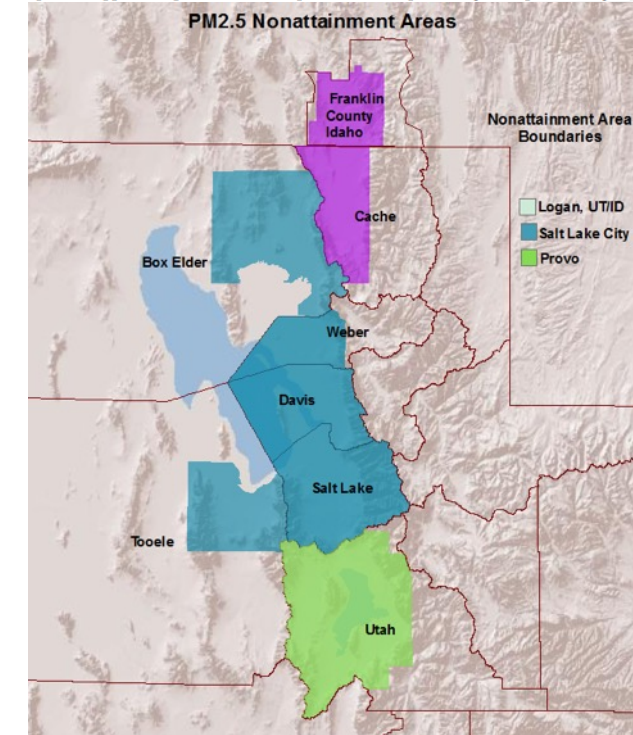 PM2.5 Nonattainment Areas
Franklin
County
Idaho
Nonattainment Area
Boundaries
Cache
Logan, UT/ID
Salt Lake City
Provo
Box Elder
Weber
Davis
Salt Lake
Tooele
Utah